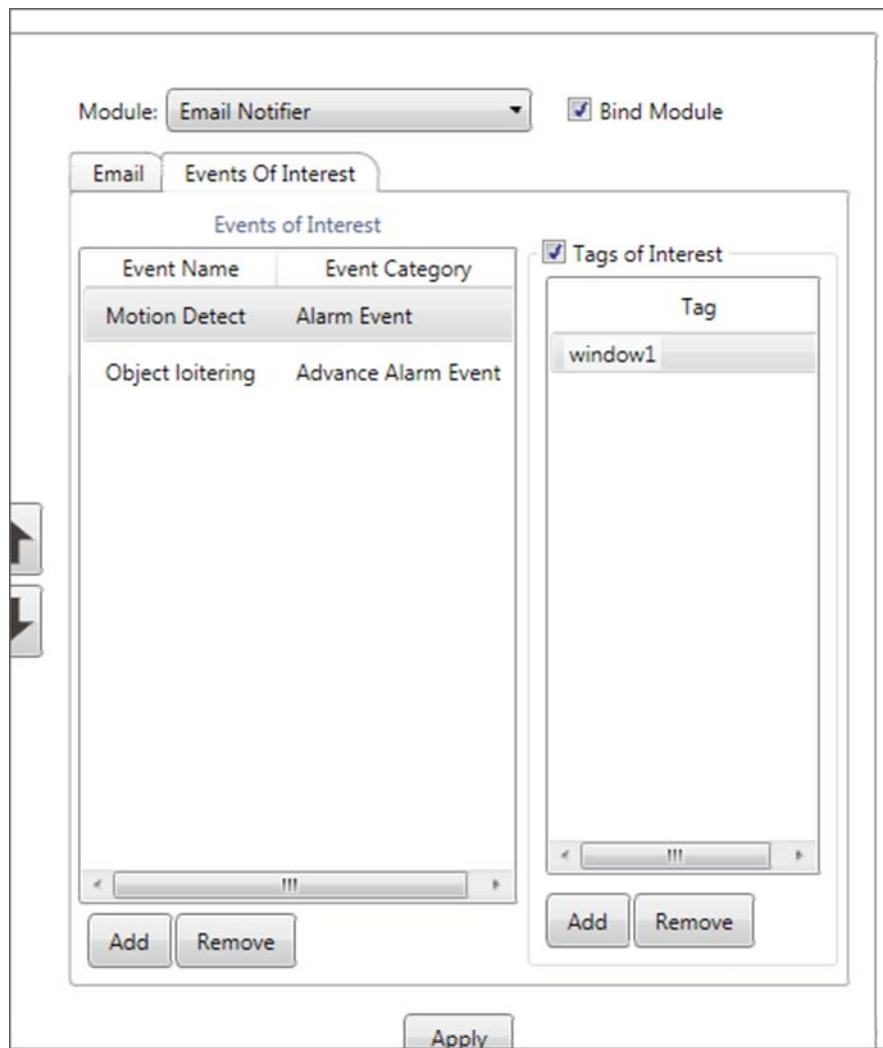 Module: Email Notifier Bind Module
Email Events Of Interest
Events of Interest
Event Name Event Category
Motion Detect Alarm Event
Object loitering Advance Alarm Event
Add Remove
Tags of Interest
Tag
window1
Add Remove
Apply